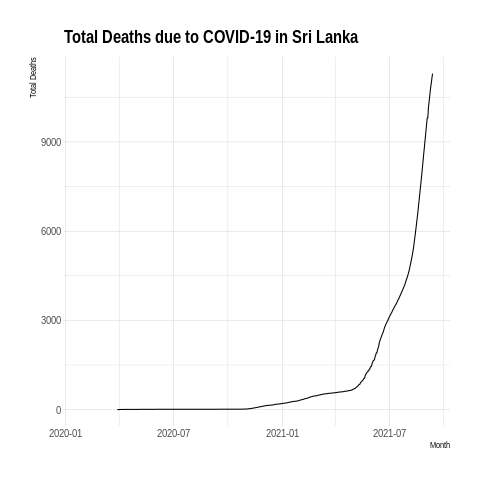 Total Deaths due to COVID-19 in Sri Lanka
Total Deaths
9000
6000
3000
0
2020-01 2020-07 2021-01 2021-07
Month